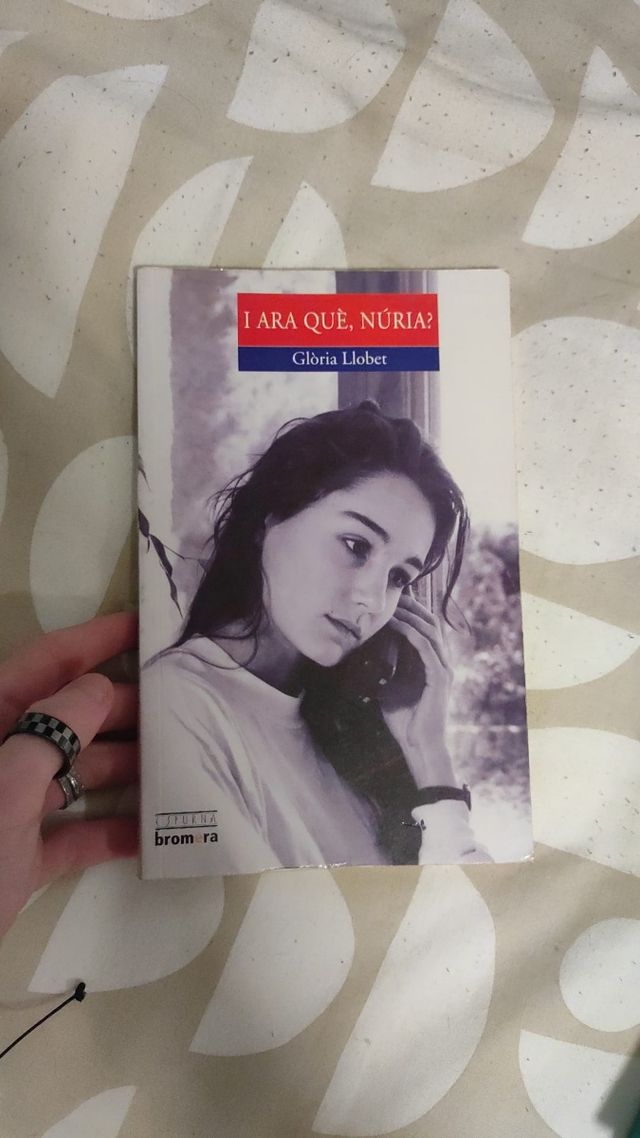 I ARA QUÈ, NÚRIA?
Glòria Llobet
ESPURNA
bromera